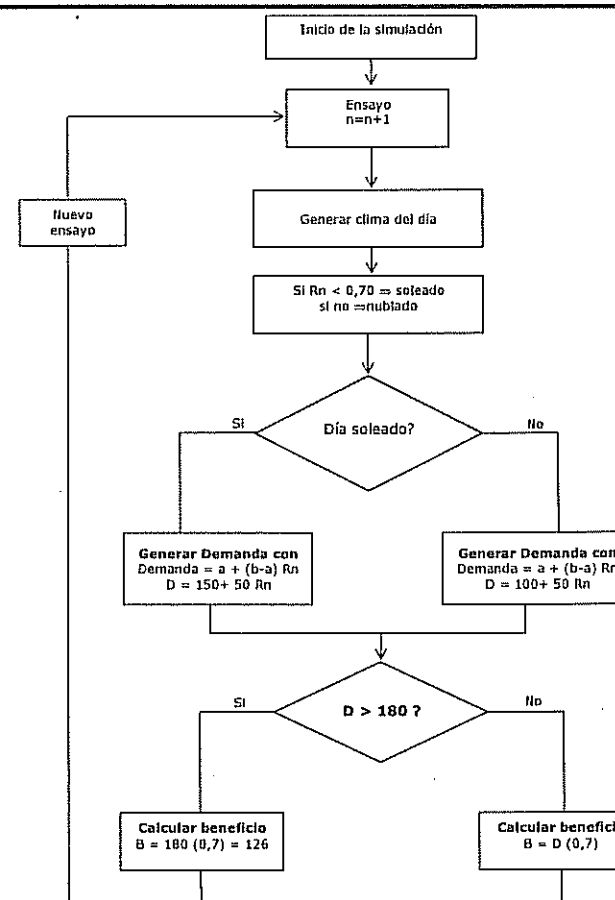 Inicio de la simulación
Ensayo
n=n+1
Nuevo
ensayo
Generar clima del día
Si Rn < 0,70 ⇒ soleado
si no ⇒nublado
Día soleado?
Si
No
Generar Demanda con
Demanda = a + (b-a) Rn
D = 150+ 50 Rn
Generar Demanda con
Demanda = a + (b-a) Rn
D = 100+ 50 Rn
D > 180 ?
Si
No
Calcular beneficio
B = 180 (0,7) = 126
Calcular benefici
B = D (0,7)